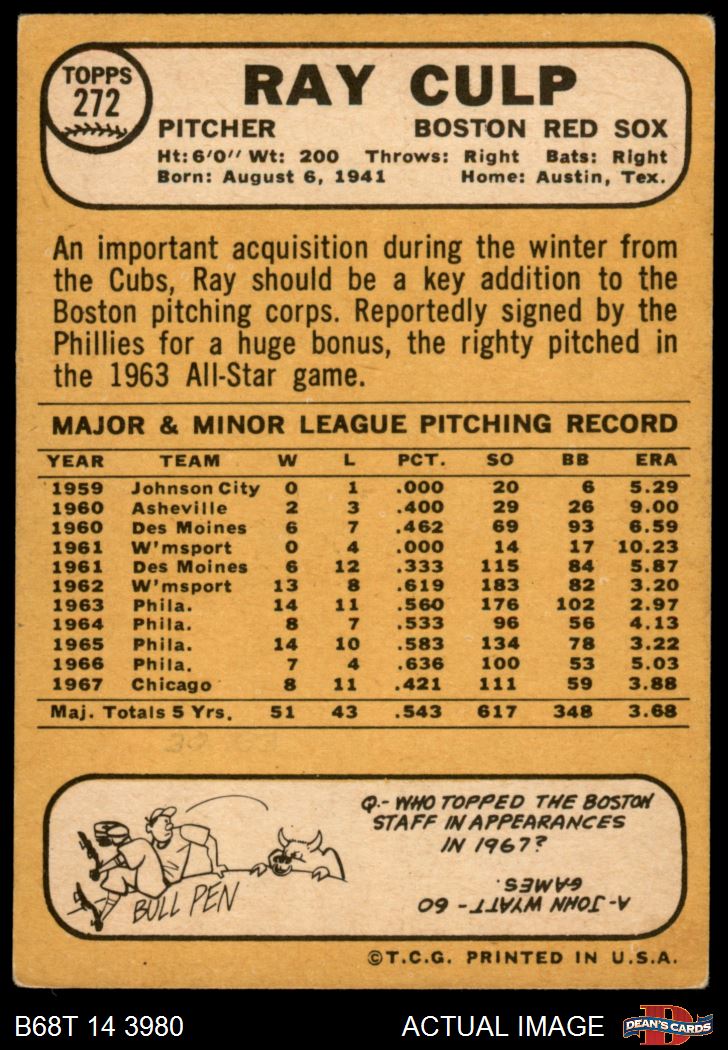 TOPPS
272
RAY CULP
PITCHER BOSTON RED SOX
Ht: 6'0" Wt: 200 Throws: Right Bats: Right
Born: August 6, 1941 Home: Austin, Tex.
An important acquisition during the winter from
the Cubs, Ray should be a key addition to the
Boston pitching corps. Reportedly signed by the
Phillies for a huge bonus, the righty pitched in
the 1963 All-Star game.
MAJOR & MINOR LEAGUE PITCHING RECORD
YEAR TEAM W L PCT. SO BB ERA
1959 Johnson City 0 1 .000 20 6 5.29
1960 Asheville 2 3 .400 29 26 9.00
1960 Des Moines 6 7 .462 69 93 6.59
1961 W'msport 0 4 .000 14 17 10.23
1961 Des Moines 6 12 .333 115 84 5.87
1962 W'msport 13 8 .619 183 82 3.20
1963 Phila. 14 11 .560 176 102 2.97
1964 Phila. 8 7 .533 96 56 4.13
1965 Phila. 14 10 .583 134 78 3.22
1966 Phila. 7 4 .636 100 53 5.03
1967 Chicago 8 11 .421 111 59 3.88
Maj. Totals 5 Yrs. 51 43 .543 617 348 3.68
Q.- WHO TOPPED THE BOSTON
STAFF IN APPEARANCES
IN 1967?
A- JOHN WYATT - 60
GAMES.
BULL PEN
©T.C.G. PRINTED IN U.S.A.
B68T 14 3980 ACTUAL IMAGE
D
DEAN'S CARDS